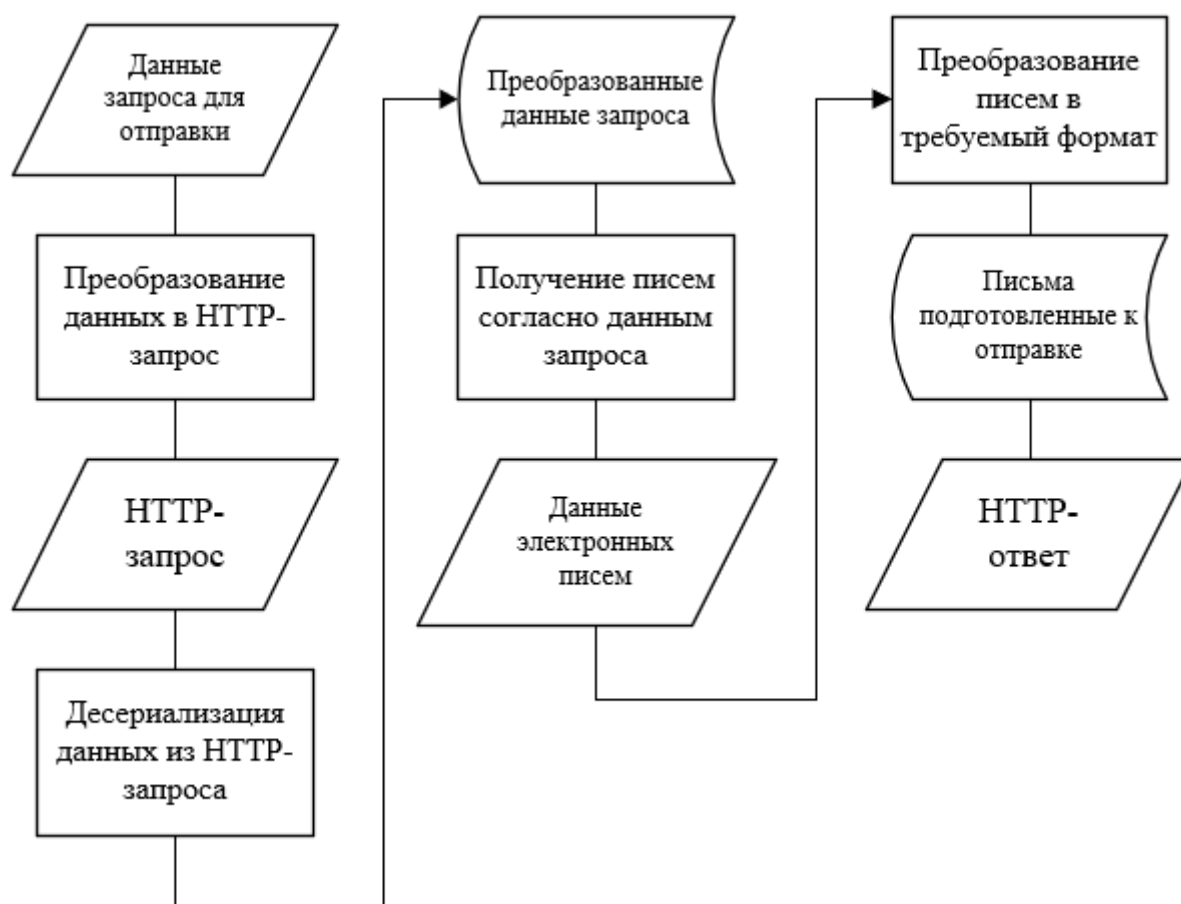 Данные
запроса для
отправки
Преобразование
данных в HTTP-
запрос
HTTP-
запрос
Десериализация
данных из HTTP-
запроса
Преобразованные
данные запроса
Получение писем
согласно данным
запроса
Данные
электронных
писем
Преобразование
писем в
требуемый формат
Письма
подготовленные к
отправке
HTTP-
ответ